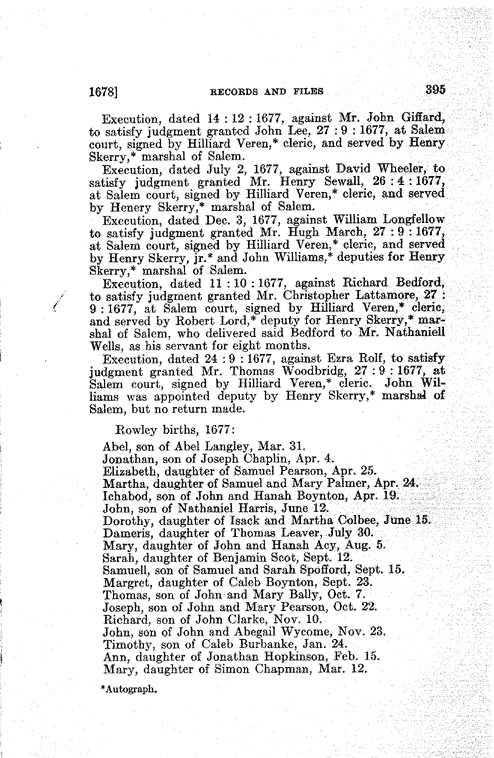 1678] RECORDS AND FILES 395
Execution, dated 14 : 12 : 1677, against Mr. John Giffard,
to satisfy judgment granted John Lee, 27 : 9 : 1677, at Salem
court, signed by Hilliard Veren,* cleric, and served by Henry
Skerry,* marshal of Salem.
Execution, dated July 2, 1677, against David Wheeler, to
satisfy judgment granted Mr. Henry Sewall, 26 : 4 : 1677,
at Salem court, signed by Hilliard Veren,* cleric, and served
by Henery Skerry,* marshal of Salem.
Execution, dated Dec. 3, 1677, against William Longfellow
to satisfy judgment granted Mr. Hugh March, 27 : 9 : 1677,
at Salem court, signed by Hilliard Veren,* cleric, and served
by Henry Skerry, jr.* and John Williams,* deputies for Henry
Skerry,* marshal of Salem.
Execution, dated 11 : 10 : 1677, against Richard Bedford,
to satisfy judgment granted Mr. Christopher Lattamore, 27 :
9 : 1677, at Salem court, signed by Hilliard Veren,* cleric,
and served by Robert Lord,* deputy for Henry Skerry,* mar-
shal of Salem, who delivered said Bedford to Mr. Nathaniell
Wells, as his servant for eight months.
Execution, dated 24 : 9 : 1677, against Ezra Rolf, to satisfy
judgment granted Mr. Thomas Woodbridg, 27 : 9 : 1677, at
Salem court, signed by Hilliard Veren,* cleric. John Wil-
liams was appointed deputy by Henry Skerry,* marshal of
Salem, but no return made.
Rowley births, 1677:
Abel, son of Abel Langley, Mar. 31.
Jonathan, son of Joseph Chaplin, Apr. 4.
Elizabeth, daughter of Samuel Pearson, Apr. 25.
Martha, daughter of Samuel and Mary Palmer, Apr. 24.
Ichabod, son of John and Hanah Boynton, Apr. 19.
John, son of Nathaniel Harris, June 12.
Dorothy, daughter of Isack and Martha Colbee, June 15.
Dameris, daughter of Thomas Leaver, July 30.
Mary, daughter of John and Hanah Acy, Aug. 5.
Sarah, daughter of Benjamin Scot, Sept. 12.
Samuell, son of Samuel and Sarah Spofford, Sept. 15.
Margret, daughter of Caleb Boynton, Sept. 23.
Thomas, son of John and Mary Bally, Oct. 7.
Joseph, son of John and Mary Pearson, Oct. 22.
Richard, son of John Clarke, Nov. 10.
John, son of John and Abegail Wycome, Nov. 23.
Timothy, son of Caleb Burbanke, Jan. 24.
Ann, daughter of Jonathan Hopkinson, Feb. 15.
Mary, daughter of Simon Chapman, Mar. 12.
*Autograph.